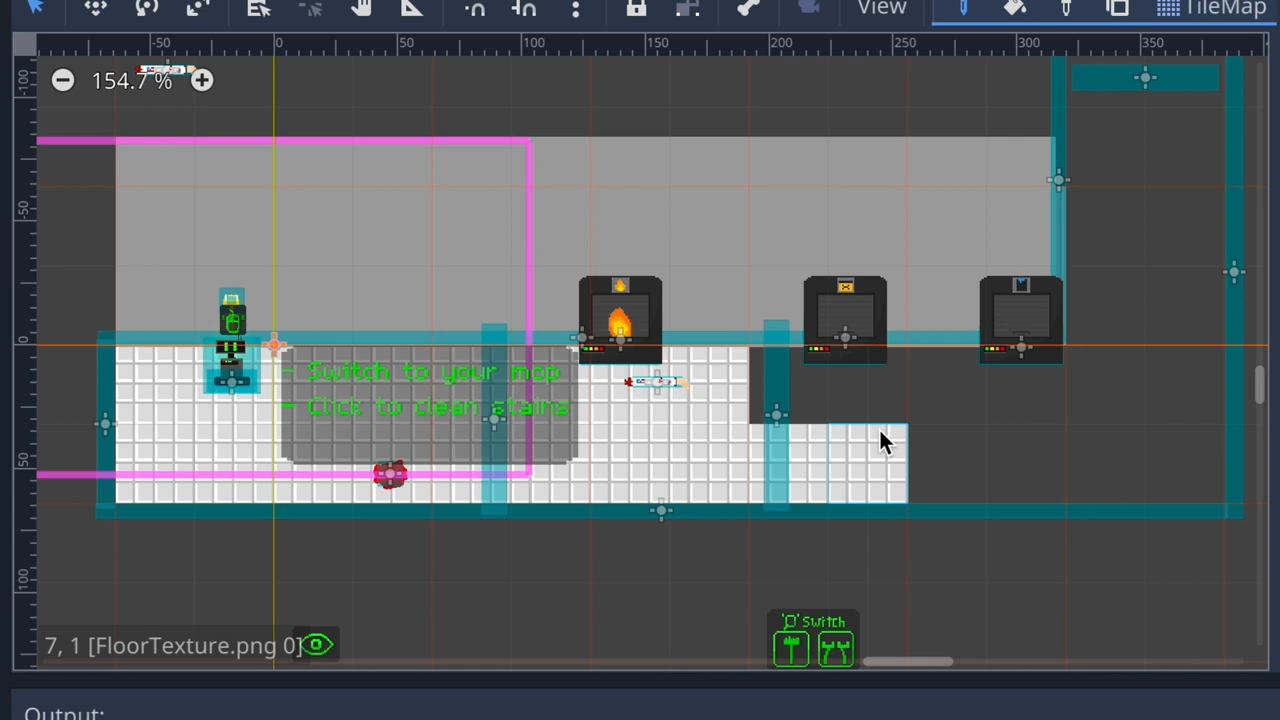 View
TileMap
-50
0
50
100
150
200
250
300
350
-100
-50
0
50
100
154.7 %
- Switch to your mop
- Click to clean stains
'Q' Switch
7, 1 [FloorTexture.png 0]
Output: